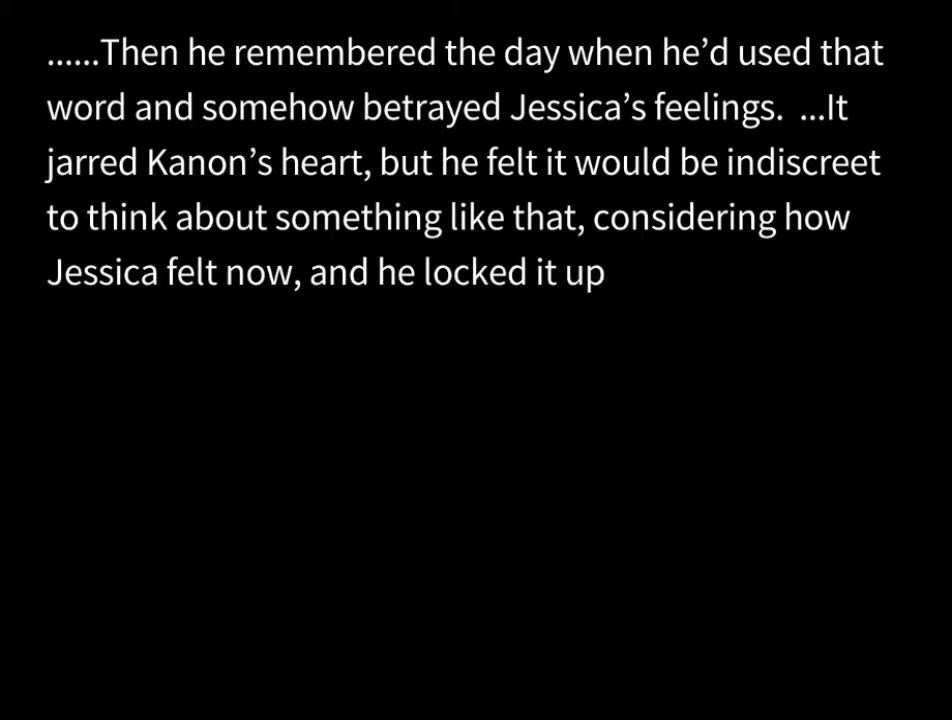 ......Then he remembered the day when he’d used that
word and somehow betrayed Jessica’s feelings.  ...It
jarred Kanon’s heart, but he felt it would be indiscreet
to think about something like that, considering how
Jessica felt now, and he locked it up